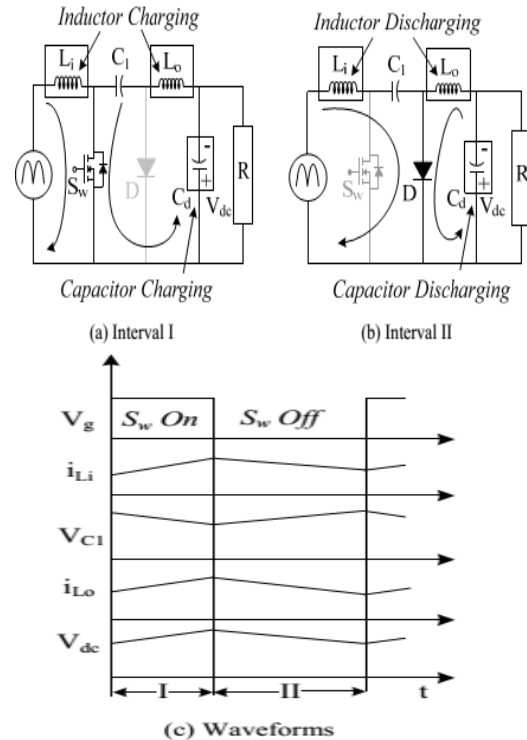 Inductor Charging
Li C1 Lo
Sw D Cd - + Vdc R
Capacitor Charging
(a) Interval I
Inductor Discharging
Li C1 Lo
Sw D Cd - + Vdc R
Capacitor Discharging
(b) Interval II
Vg Sw On Sw Off
iLi
VC1
iLo
Vdc
I II t
(c) Waveforms